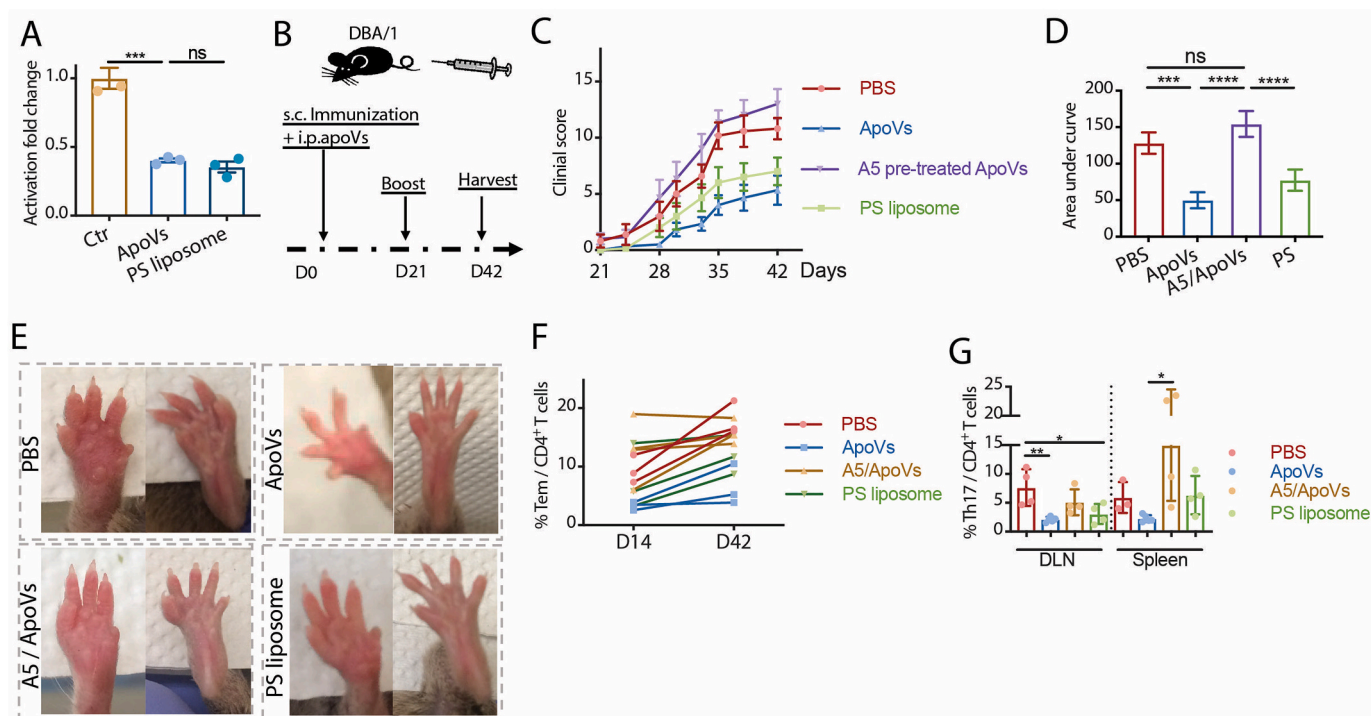 A
***
ns
Activation fold change
1.0
0.5
0.0
Ctr
ApoVs
PS liposome
B
DBA/1
s.c. Immunization
+ i.p.apoVs
Boost
Harvest
D0
D21
D42
C
Clinial score
15
10
5
0
21
28
35
42
Days
PBS
ApoVs
A5 pre-treated ApoVs
PS liposome
D
ns
***
****
****
Area under curve
200
150
100
50
0
PBS
ApoVs
A5/ApoVs
PS
E
PBS
ApoVs
A5 / ApoVs
PS liposome
F
% Tem / CD4+ T cells
20
10
0
D14
D42
PBS
ApoVs
A5/ApoVs
PS liposome
G
% Th17 / CD4+ T cells
25
20
15
10
5
0
**
*
*
DLN
Spleen
PBS
ApoVs
A5/ApoVs
PS liposome